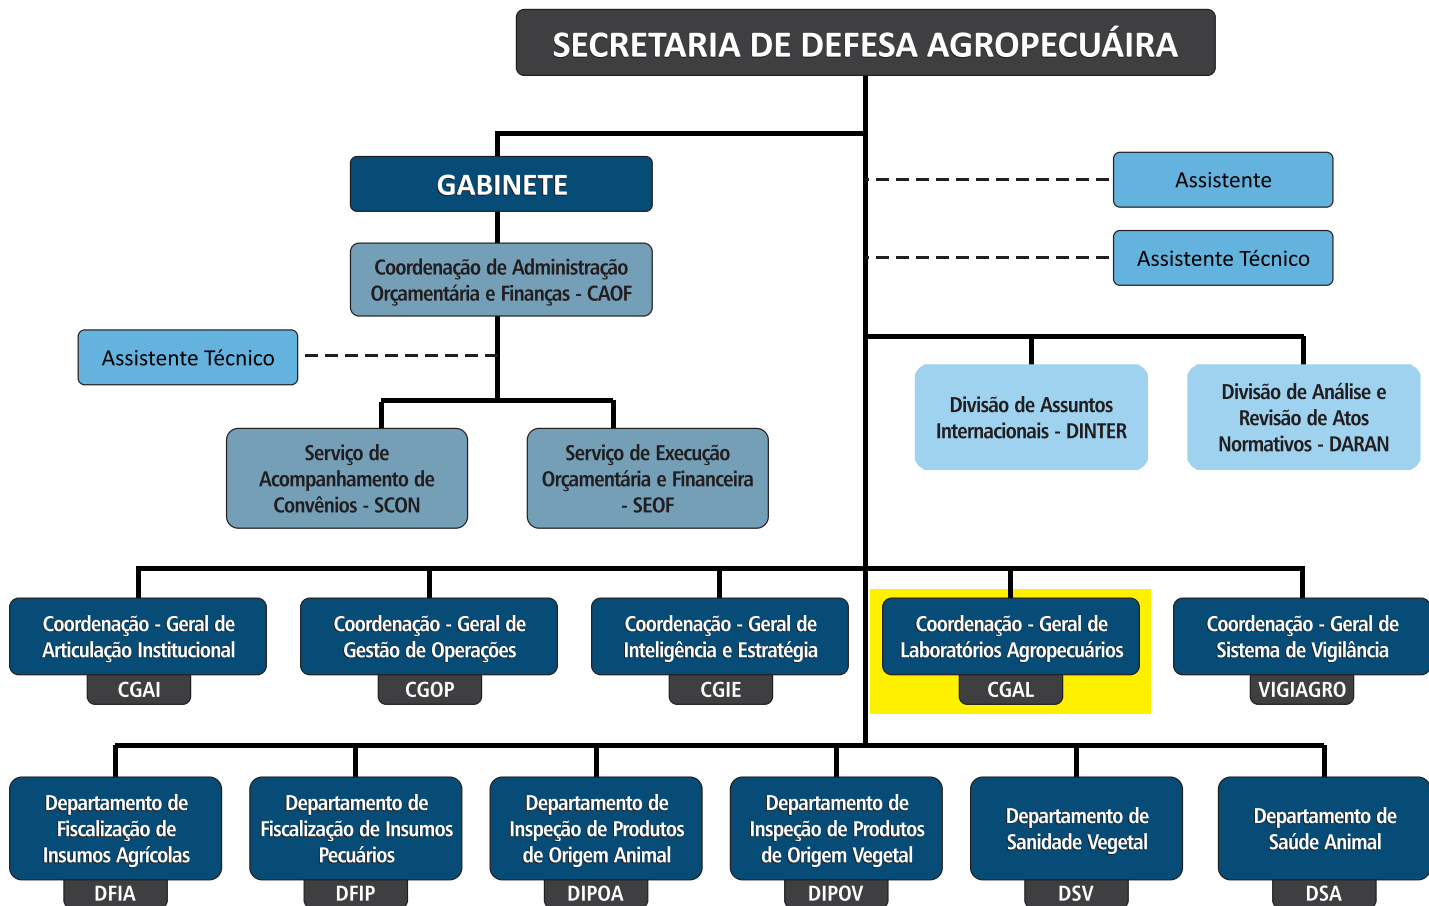 SECRETARIA DE DEFESA AGROPECUÁIRA
GABINETE
Assistente
Coordenação de Administração
Orçamentária e Finanças - CAOF
Assistente Técnico
Assistente Técnico
Divisão de Assuntos
Internacionais - DINTER
Divisão de Análise e
Revisão de Atos
Normativos - DARAN
Serviço de
Acompanhamento de
Convênios - SCON
Serviço de Execução
Orçamentária e Financeira
- SEOF
Coordenação - Geral de
Articulação Institucional
CGAI
Coordenação - Geral de
Gestão de Operações
CGOP
Coordenação - Geral de
Inteligência e Estratégia
CGIE
Coordenação - Geral de
Laboratórios Agropecuários
CGAL
Coordenação - Geral de
Sistema de Vigilância
VIGIAGRO
Departamento de
Fiscalização de
Insumos Agrícolas
DFIA
Departamento de
Fiscalização de Insumos
Pecuários
DFIP
Departamento de
Inspeção de Produtos
de Origem Animal
DIPOA
Departamento de
Inspeção de Produtos
de Origem Vegetal
DIPOV
Departamento de
Sanidade Vegetal
DSV
Departamento de
Saúde Animal
DSA